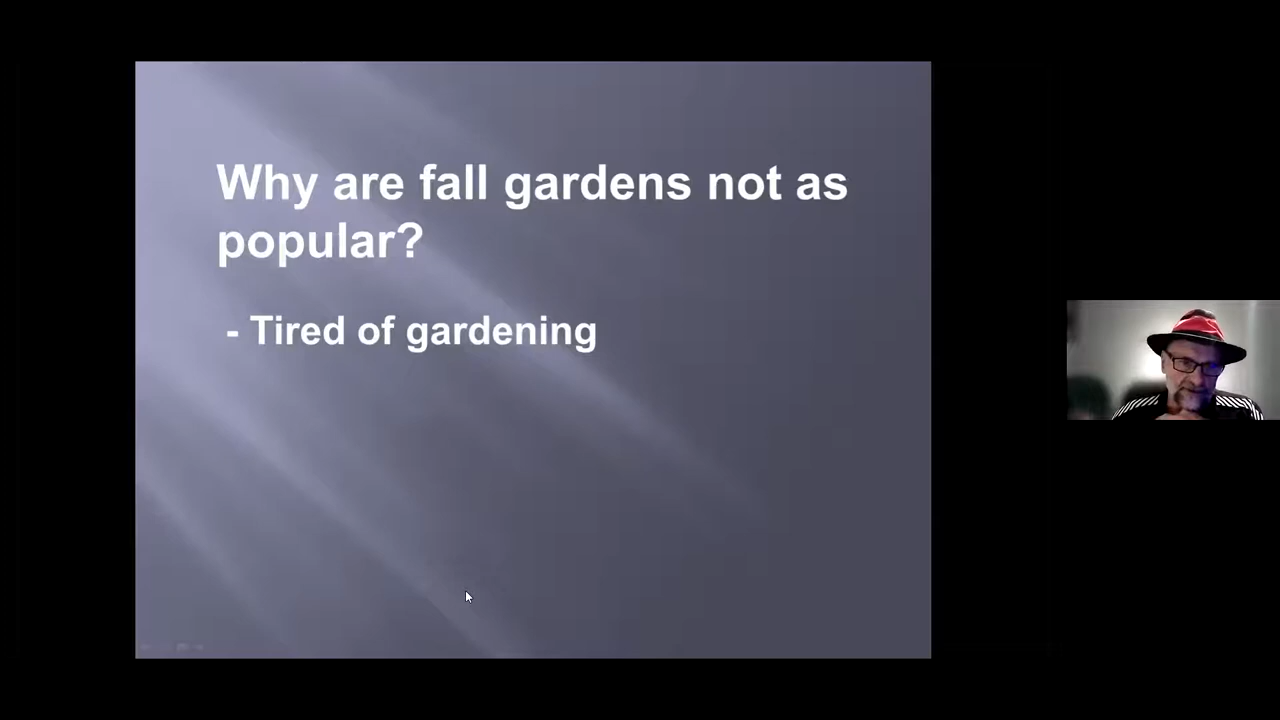 Why are fall gardens not as
popular?
- Tired of gardening